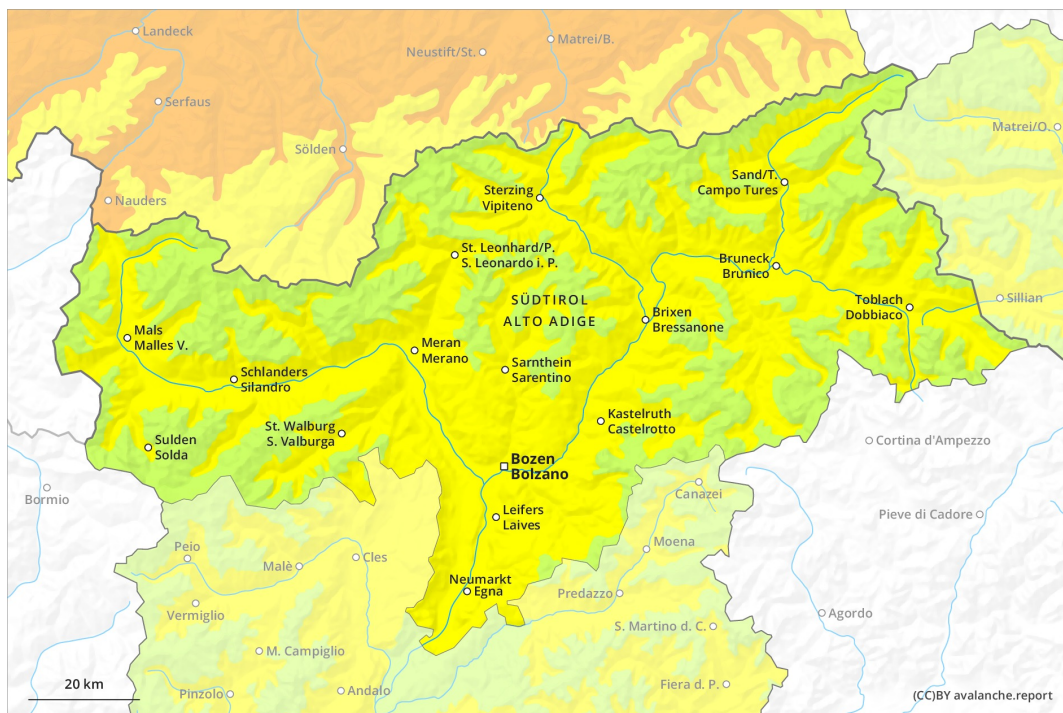 Landeck
Matrei/B.
Neustift/St.
Serfaus
Matrei/O.
Sölden
Sand/T.
Campo Tures
Sterzing
Vipiteno
Nauders
St. Leonhard/P.
S. Leonardo i. P.
Bruneck
Brunico
SÜDTIROL
ALTO ADIGE
Toblach
Dobbiaco
Sillian
Brixen
Bressanone
Mals
Malles V.
Meran
Merano
Sarnthein
Sarentino
Schlanders
Silandro
Kastelruth
Castelrotto
St. Walburg
S. Valburga
Sulden
Solda
Cortina d'Ampezzo
Bozen
Bolzano
Bormio
Canazei
Leifers
Laives
Pieve di Cadore
Peio
Moena
Cles
Malè
Neumarkt
Egna
Predazzo
Vermiglio
Agordo
S. Martino d. C.
M. Campiglio
20 km
Pinzolo
Andalo
Fiera d. P.
(CC)BY avalanche.report